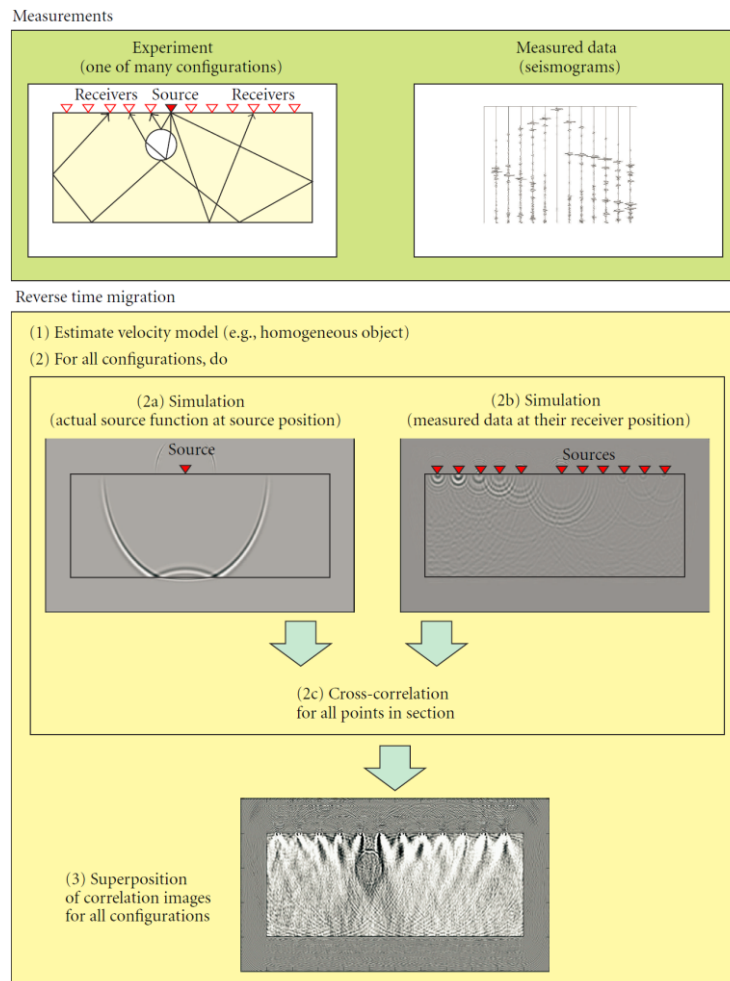 Measurements
Experiment
(one of many configurations)
Measured data
(seismograms)
Receivers
Source
Receivers
Reverse time migration
(1) Estimate velocity model (e.g., homogeneous object)
(2) For all configurations, do
(2a) Simulation
(actual source function at source position)
(2b) Simulation
(measured data at their receiver position)
Source
Sources
(2c) Cross-correlation
for all points in section
(3) Superposition
of correlation images
for all configurations